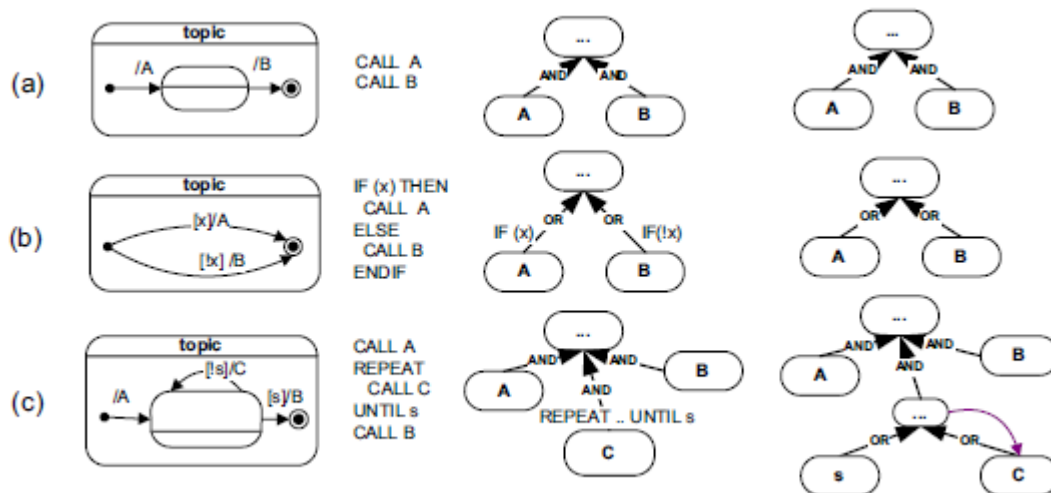 (a)
topic
/A
/B
CALL A
CALL B
...
AND
AND
A
B
...
AND
AND
A
B
(b)
topic
[x]/A
[!x] /B
IF (x) THEN
CALL A
ELSE
CALL B
ENDIF
...
OR
OR
IF (x)
IF(!x)
A
B
...
OR
OR
A
B
(c)
topic
[!s]/C
/A
[s]/B
CALL A
REPEAT
CALL C
UNTIL s
CALL B
...
AND
AND
A
B
AND
REPEAT .. UNTIL s
C
...
AND
AND
A
B
AND
...
OR
OR
s
C